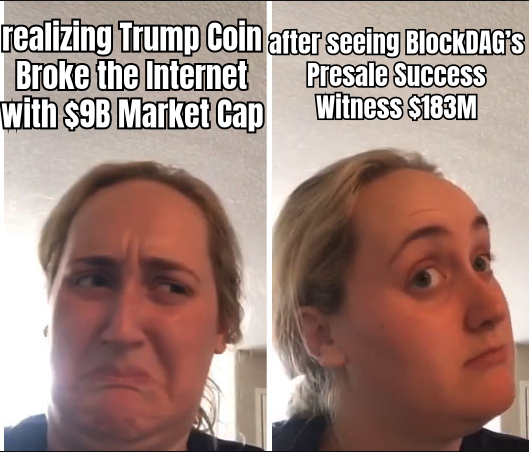 realizing Trump Coin
Broke the Internet
with $9B Market Cap
after seeing BlockDAG's
Presale Success
Witness $183M